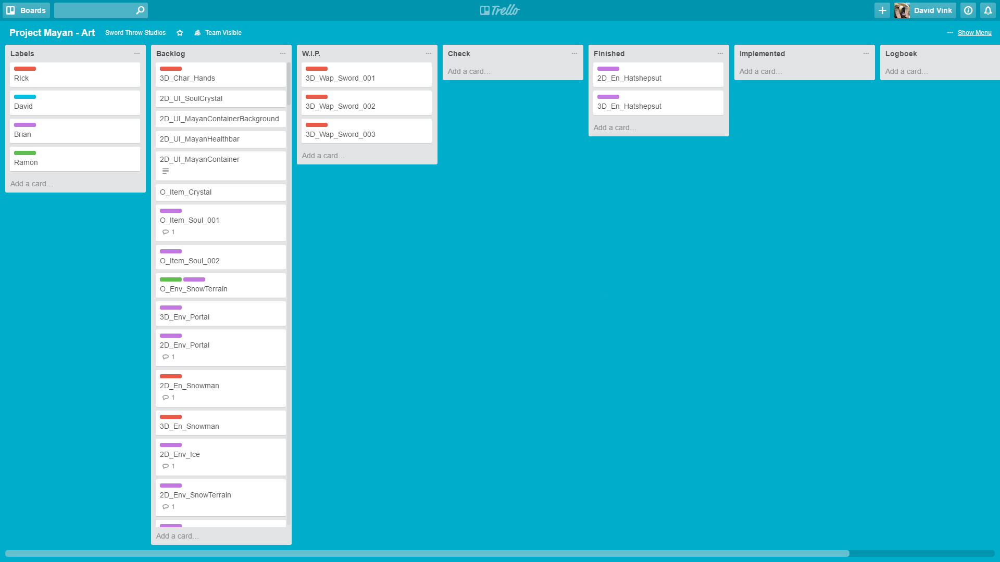 Boards
Trello
David Vink
Project Mayan - Art
Sword Throw Studios
Team Visible
Show Menu
Labels
RIck
David
Brian
Ramon
Add a card...
Backlog
3D_Char_Hands
2D_UI_SoulCrystal
2D_UI_MayanContainerBackground
2D_UI_MayanHealthbar
2D_UI_MayanContainer
O_Item_Crystal
O_Item_Soul_001
1
O_Item_Soul_002
O_Env_SnowTerrain
3D_Env_Portal
2D_Env_Portal
1
2D_En_Snowman
1
3D_En_Snowman
2D_Env_Ice
1
2D_Env_SnowTerrain
1
Add a card...
W.I.P.
3D_Wap_Sword_001
3D_Wap_Sword_002
3D_Wap_Sword_003
Add a card...
Check
Add a card...
FInished
2D_En_Hatshepsut
3D_En_Hatshepsut
Add a card...
Implemented
Add a card...
Logboek
Add a card...